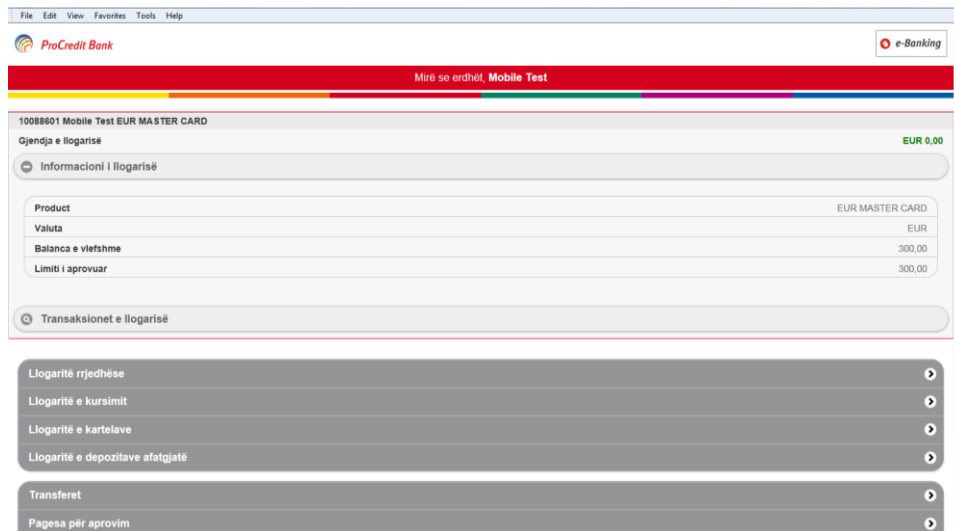 File Edit View Favorites Tools Help
ProCredit Bank
e-Banking
Mirë se erdhët, Mobile Test
10088601 Mobile Test EUR MASTER CARD
Gjendja e llogarisë EUR 0,00
Informacioni i llogarisë
Product EUR MASTER CARD
Valuta EUR
Balanca e vlefshme 300,00
Limiti i aprovuar 300,00
Transaksionet e llogarisë
Llogaritë rrjedhëse
Llogaritë e kursimit
Llogaritë e kartelave
Llogaritë e depozitave afatgjatë
Transferet
Pagesa për aprovim